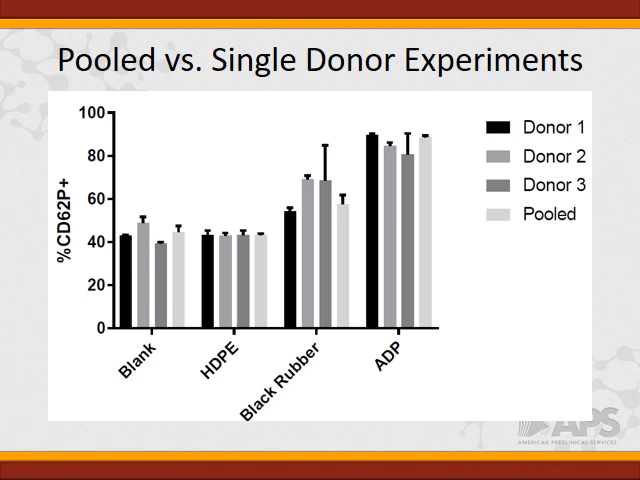 Pooled vs. Single Donor Experiments
100
80
60
40
20
0
%CD62P+
Blank
HDPE
Black Rubber
ADP
Donor 1
Donor 2
Donor 3
Pooled
APS
AMERICAN PRECLINICAL SERVICES